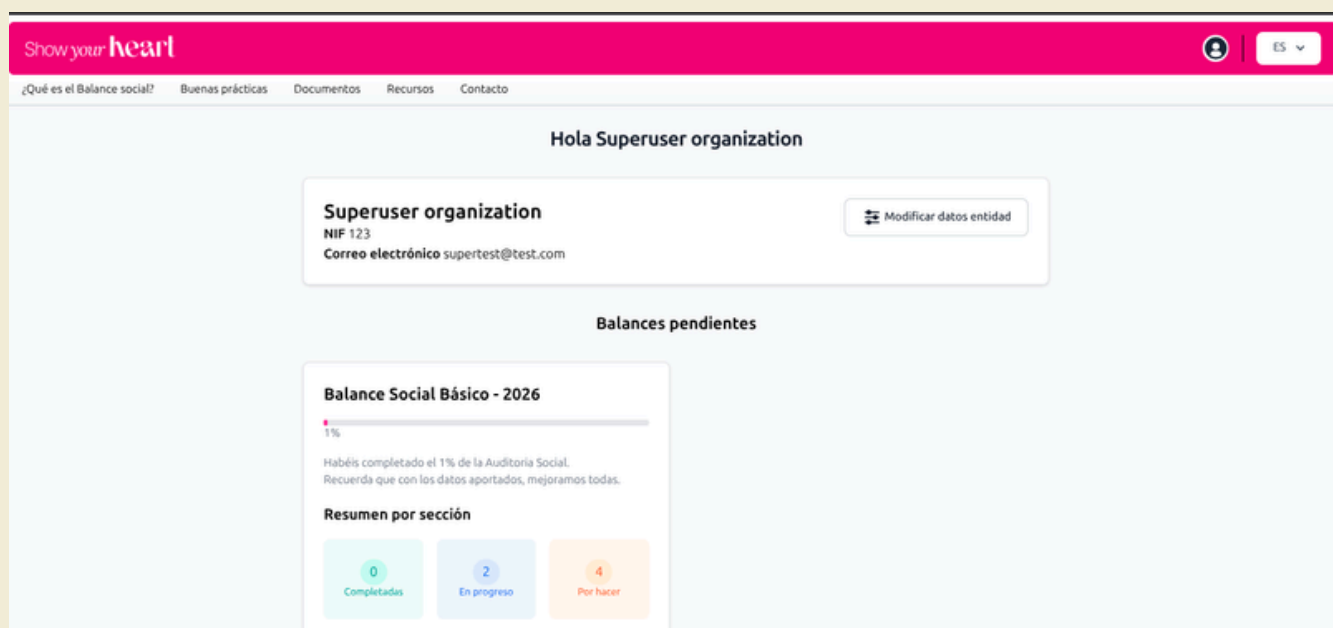 Show your heart
ES
¿Qué es el Balance social? Buenas prácticas Documentos Recursos Contacto
Hola Superuser organization
Superuser organization
Modificar datos entidad
NIF 123
Correo electrónico supertest@test.com
Balances pendientes
Balance Social Básico - 2026
1%
Habéis completado el 1% de la Auditoria Social.
Recuerda que con los datos aportados, mejoramos todas.
Resumen por sección
0 2 4
Completadas En progreso Por hacer